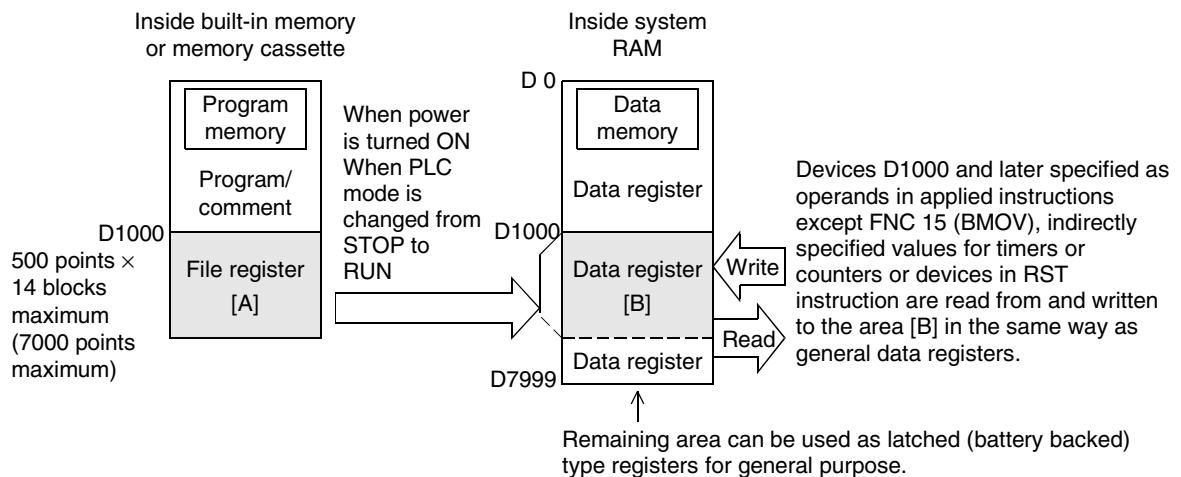 Inside built-in memory
or memory cassette
Program
memory
Program/
comment
D1000
File register
[A]
500 points ×
14 blocks
maximum
(7000 points
maximum)
When power
is turned ON
When PLC
mode is
changed from
STOP to
RUN
Inside system
RAM
D 0
Data
memory
Data register
D1000
Data register
[B]
Data register
D7999
Write
Read
Devices D1000 and later specified as
operands in applied instructions
except FNC 15 (BMOV), indirectly
specified values for timers or
counters or devices in RST
instruction are read from and written
to the area [B] in the same way as
general data registers.
Remaining area can be used as latched (battery backed)
type registers for general purpose.